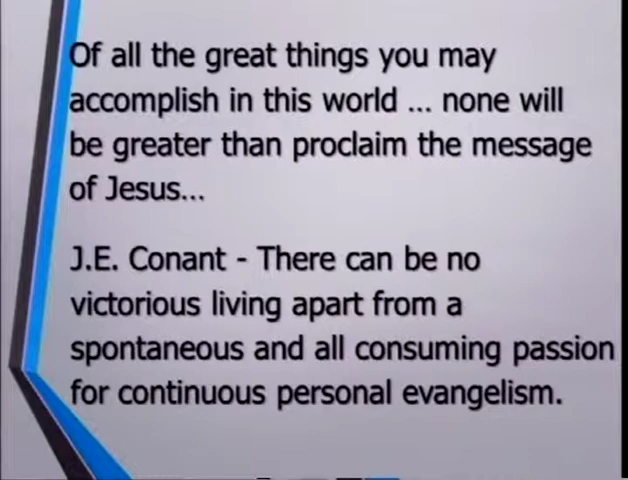 Of all the great things you may
accomplish in this world ... none will
be greater than proclaim the message
of Jesus...
J.E. Conant - There can be no
victorious living apart from a
spontaneous and all consuming passion
for continuous personal evangelism.